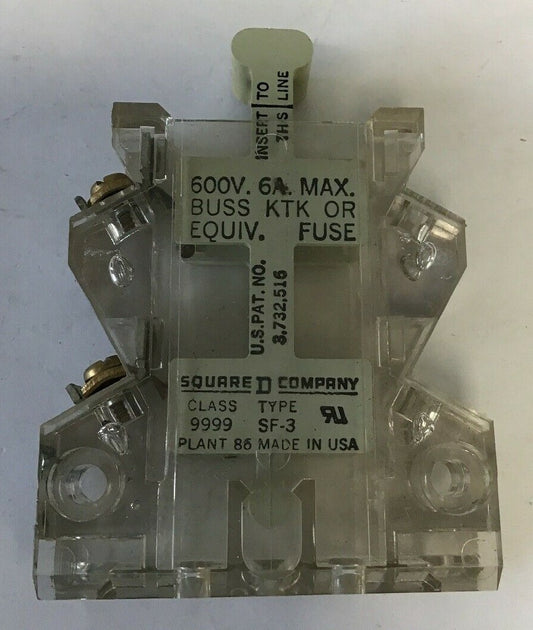 INSERT TO
THIS LINE
600V. 6A. MAX.
BUSS KTK OR
EQUIV. FUSE
U.S. PAT. NO.
3,732,516
SQUARE D COMPANY
CLASS TYPE
9999 SF-3
PLANT 86 MADE IN USA